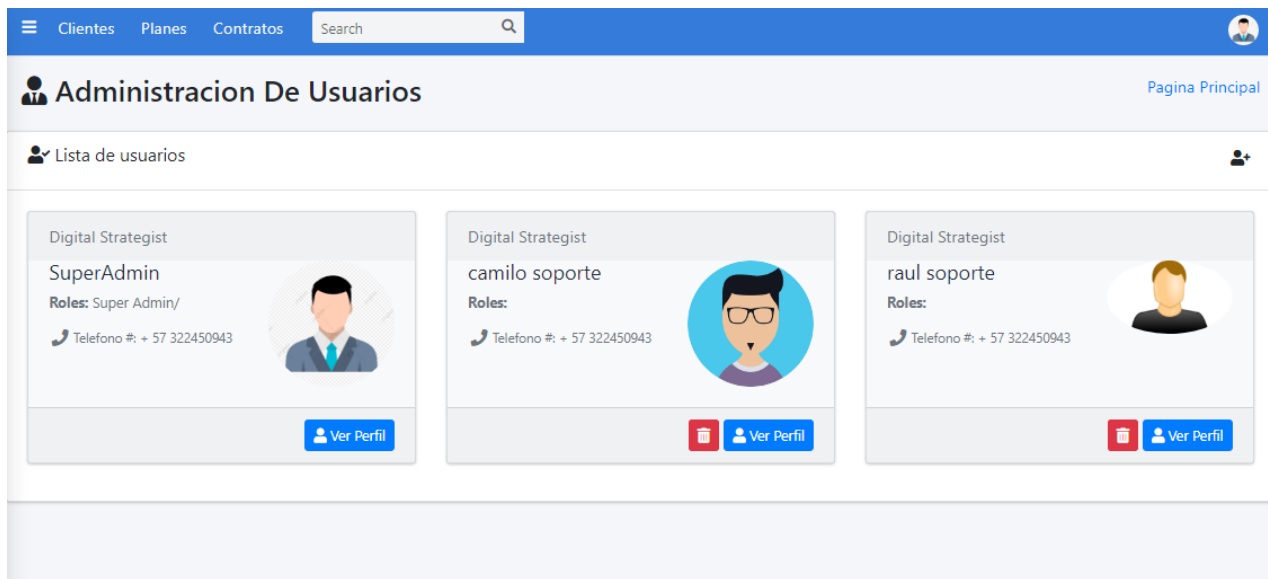 Clientes Planes Contratos Search
Administracion De Usuarios
Pagina Principal
Lista de usuarios
Digital Strategist
SuperAdmin
Roles: Super Admin/
Telefono #: + 57 322450943
Ver Perfil
Digital Strategist
camilo soporte
Roles:
Telefono #: + 57 322450943
Ver Perfil
Digital Strategist
raul soporte
Roles:
Telefono #: + 57 322450943
Ver Perfil